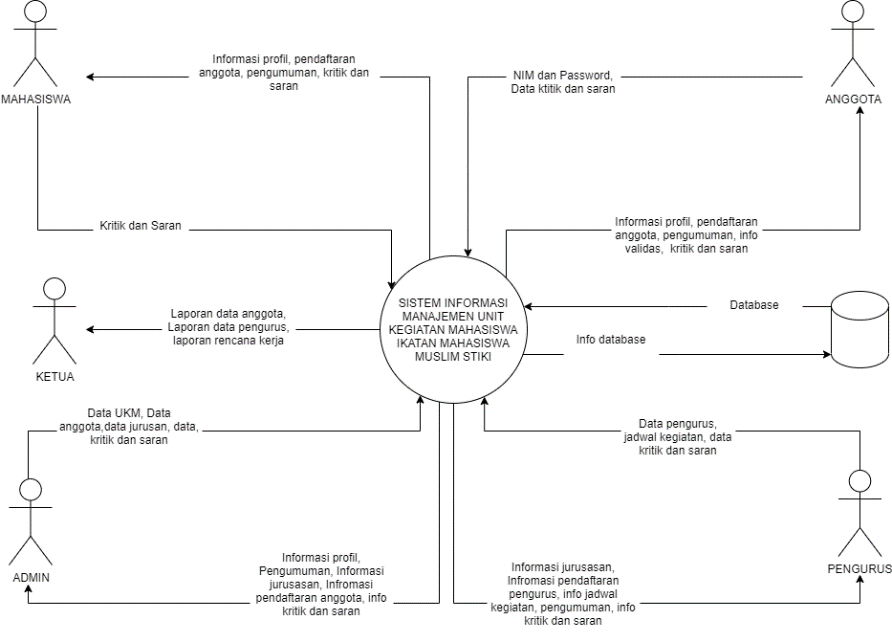 Informasi profil, pendaftaran
anggota, pengumuman, kritik dan
saran
NIM dan Password,
Data ktitik dan saran
MAHASISWA
ANGGOTA
Kritik dan Saran
Informasi profil, pendaftaran
anggota, pengumuman, info
validas, kritik dan saran
SISTEM INFORMASI
MANAJEMEN UNIT
KEGIATAN MAHASISWA
IKATAN MAHASISWA
MUSLIM STIKI
Laporan data anggota,
Laporan data pengurus,
laporan rencana kerja
KETUA
Database
Info database
Data UKM, Data
anggota,data jurusan, data,
kritik dan saran
Data pengurus,
jadwal kegiatan, data
kritik dan saran
ADMIN
PENGURUS
Informasi profil,
Pengumuman, Informasi
jurusasan, Infromasi
pendaftaran anggota, info
kritik dan saran
Informasi jurusasan,
Infromasi pendaftaran
pengurus, info jadwal
kegiatan, pengumuman, info
kritik dan saran